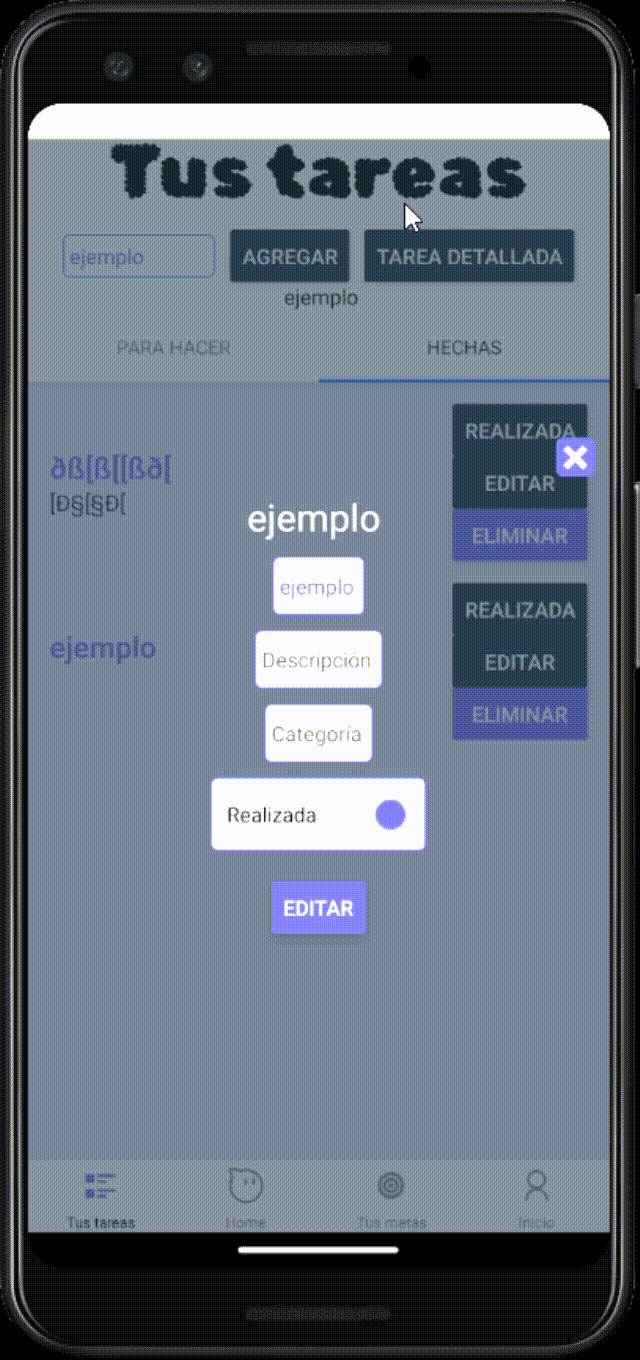 Tus tareas
ejemplo AGREGAR TAREA DETALLADA
ejemplo
PARA HACER HECHAS
REALIZADA
ðß[ß[[ßð[
[Ð§[§Ð[
EDITAR
ELIMINAR
ejemplo
ejemplo
REALIZADA
ejemplo
EDITAR
Descripción
ELIMINAR
Categoría
Realizada
EDITAR
Tus tareas Home Tus metas Inicio